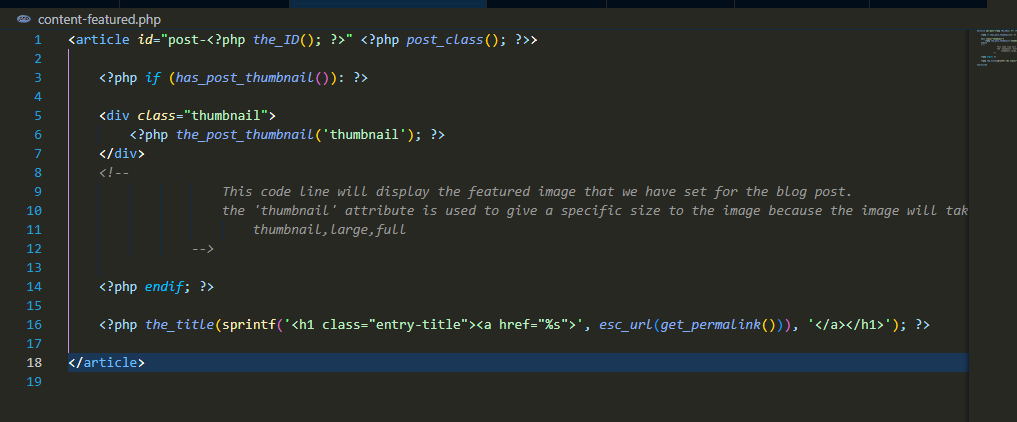 php content-featured.php
1 <article id="post-<?php the_ID(); ?>" <?php post_class(); ?>>
2
3 <?php if (has_post_thumbnail()): ?>
4
5 <div class="thumbnail">
6 <?php the_post_thumbnail('thumbnail'); ?>
7 </div>
8 <!--
9 This code line will display the featured image that we have set for the blog post.
10 the 'thumbnail' attribute is used to give a specific size to the image because the image will tak
11 thumbnail,large,full
12 -->
13
14 <?php endif; ?>
15
16 <?php the_title(sprintf('<h1 class="entry-title"><a href="%s">', esc_url(get_permalink())), '</a></h1>'); ?>
17
18 </article>
19